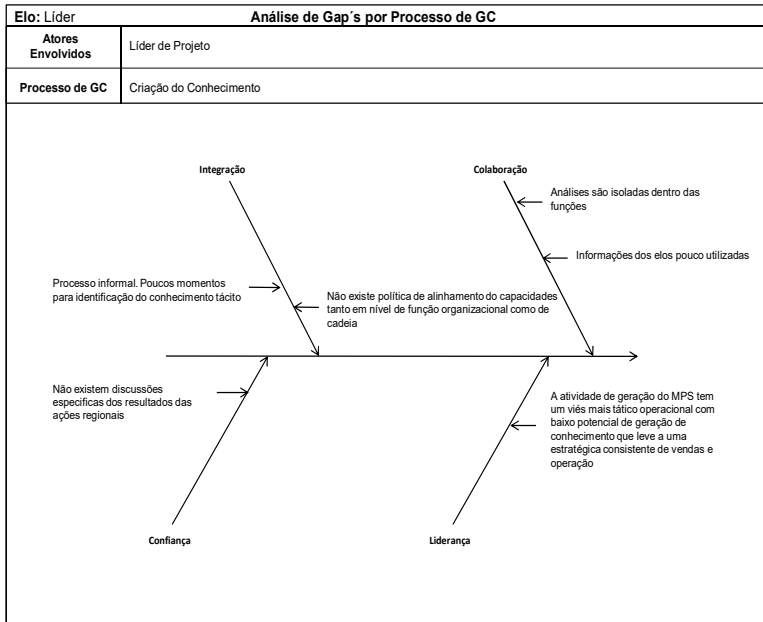 Elo: Líder
Análise de Gap´s por Processo de GC
Atores
Envolvidos
Líder de Projeto
Processo de GC
Criação do Conhecimento
Integração
Colaboração
Análises são isoladas dentro das
funções
Informações dos elos pouco utilizadas
Processo informal. Poucos momentos
para identificação do conhecimento tácito
Não existe política de alinhamento do capacidades
tanto em nível de função organizacional como de
cadeia
Não existem discussões
especificas dos resultados das
ações regionais
A atividade de geração do MPS tem
um viés mais tático operacional com
baixo potencial de geração de
conhecimento que leve a uma
estratégica consistente de vendas e
operação
Confiança
Liderança